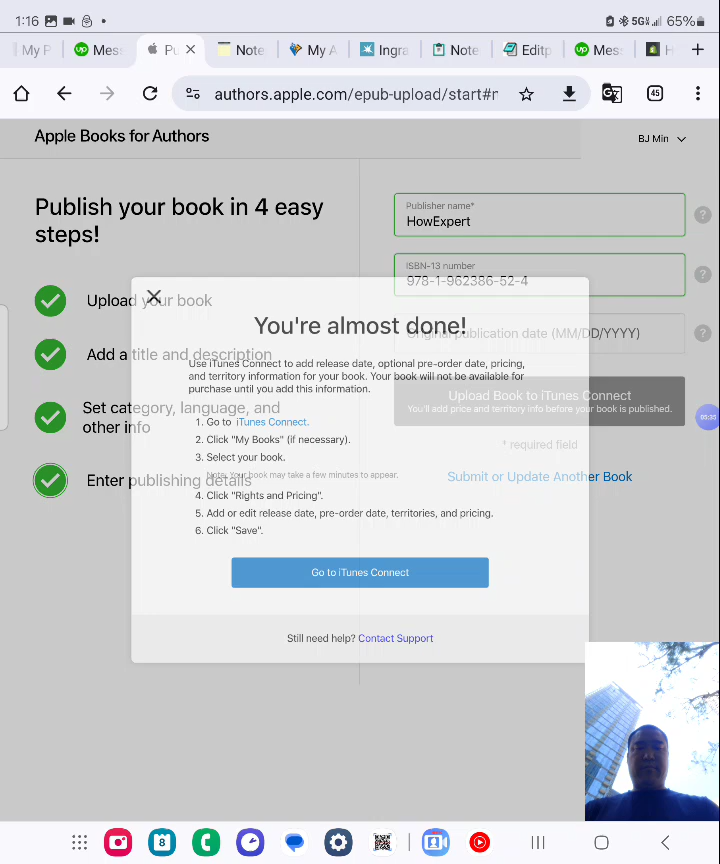 1:16
5G
65%
My P
Mess
Pu
Note
My A
Ingra
Note
Editp
Mess
H
authors.apple.com/epub-upload/start#n
45
Apple Books for Authors
BJ Min
Publish your book in 4 easy
steps!
Upload your book
Add a title and description
Set category, language, and
other info
Enter publishing details
Publisher name*
HowExpert
?
ISBN-13 number
978-1-962386-52-4
?
Original publication date (MM/DD/YYYY)
?
Upload Book to iTunes Connect
You'll add price and territory info before your book is published.
* required field
Submit or Update Another Book
You're almost done!
Use iTunes Connect to add release date, optional pre-order date, pricing,
and territory information for your book. Your book will not be available for
purchase until you add this information.
1. Go to iTunes Connect.
2. Click "My Books" (if necessary).
3. Select your book.
Note: Your book may take a few minutes to appear.
4. Click "Rights and Pricing".
5. Add or edit release date, pre-order date, territories, and pricing.
6. Click "Save".
Go to iTunes Connect
Still need help? Contact Support
8